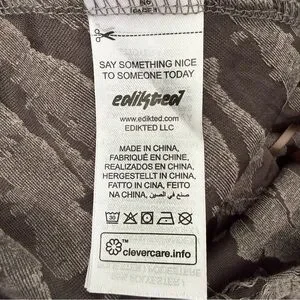 SAY SOMETHING NICE
TO SOMEONE TODAY
edikted
www.edikted.com
EDIKTED LLC
MADE IN CHINA,
FABRIQUÉ EN CHINE,
REALIZADOS EN CHINA,
HERGESTELLT IN CHINA,
FATTO IN CINA, FEITO
NA CHINA, صنع في الصين
30
clevercare.info